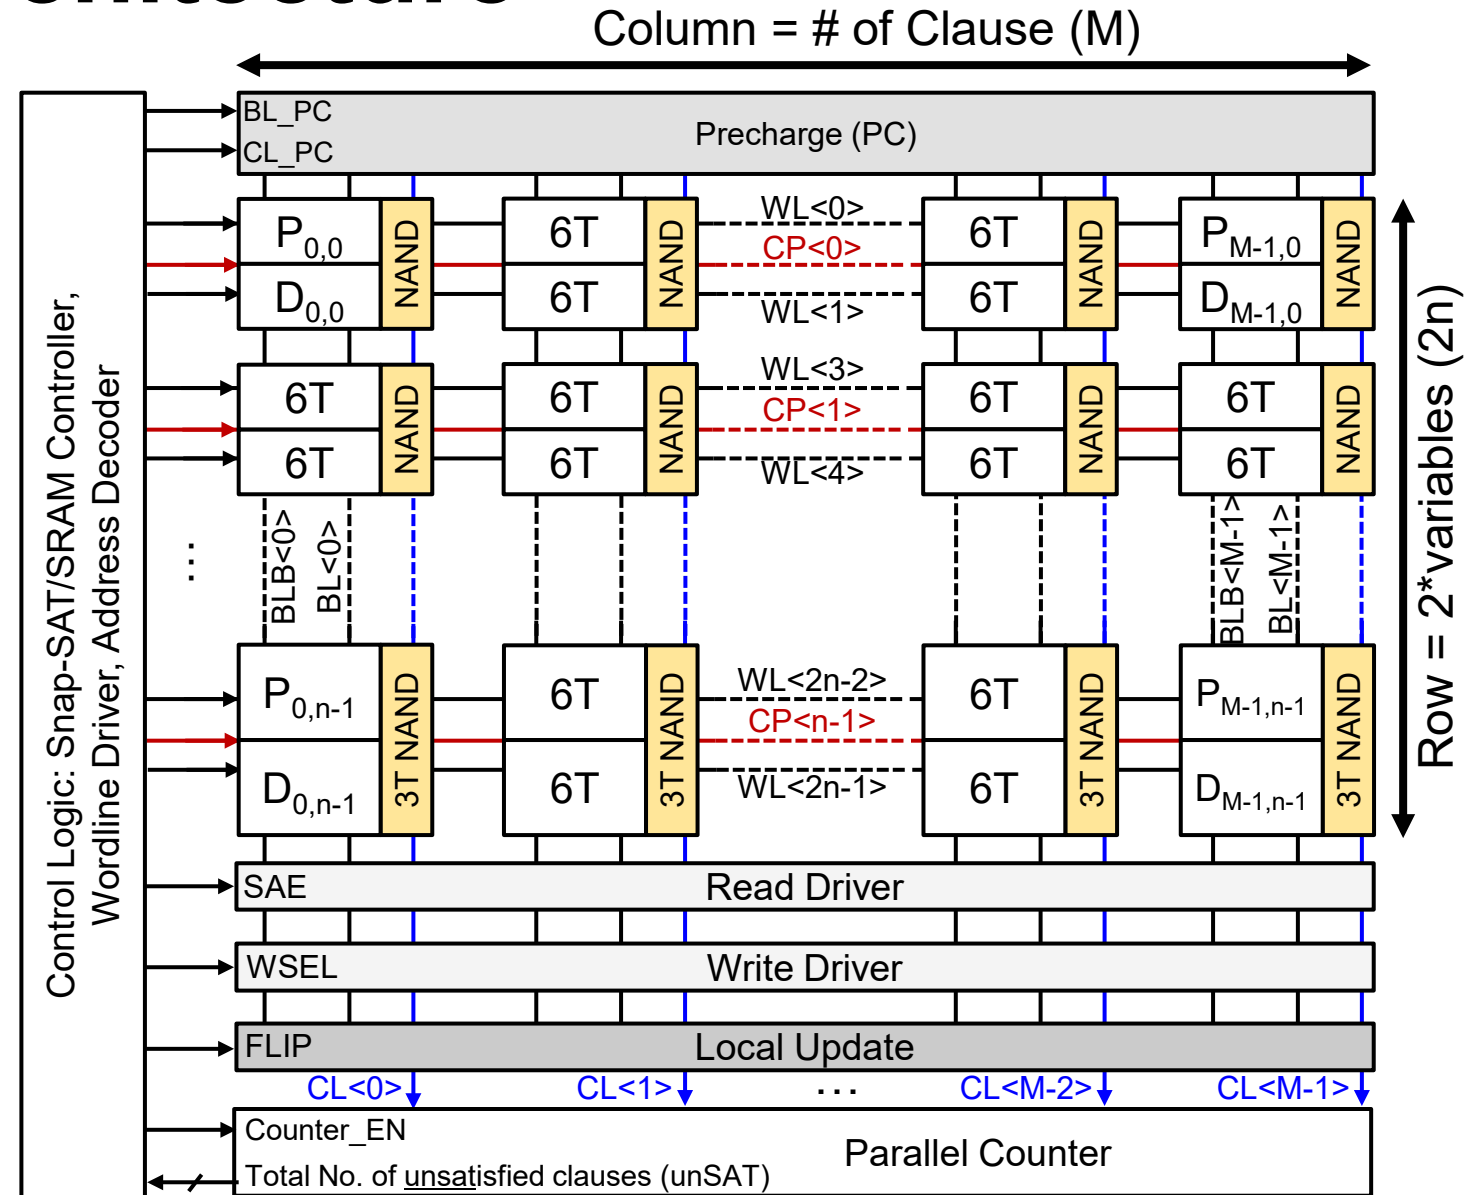 Column = # of Clause (M)
BL_PC
CL_PC
Precharge (PC)
Control Logic: Snap-SAT/SRAM Controller,
Wordline Driver, Address Decoder
P0,0
D0,0
NAND
6T
6T
NAND
WL<0>
CP<0>
WL<1>
6T
6T
NAND
PM-1,0
DM-1,0
NAND
6T
6T
NAND
6T
6T
NAND
WL<3>
CP<1>
WL<4>
6T
6T
NAND
6T
6T
NAND
Row = 2*variables (2n)
...
BLB<0>
BL<0>
BLB<M-1>
BL<M-1>
P0,n-1
D0,n-1
3T NAND
6T
6T
3T NAND
WL<2n-2>
CP<n-1>
WL<2n-1>
6T
6T
3T NAND
PM-1,n-1
DM-1,n-1
3T NAND
SAE
Read Driver
WSEL
Write Driver
FLIP
Local Update
CL<0>
CL<1>
...
CL<M-2>
CL<M-1>
Counter_EN
Parallel Counter
Total No. of unsatisfied clauses (unSAT)